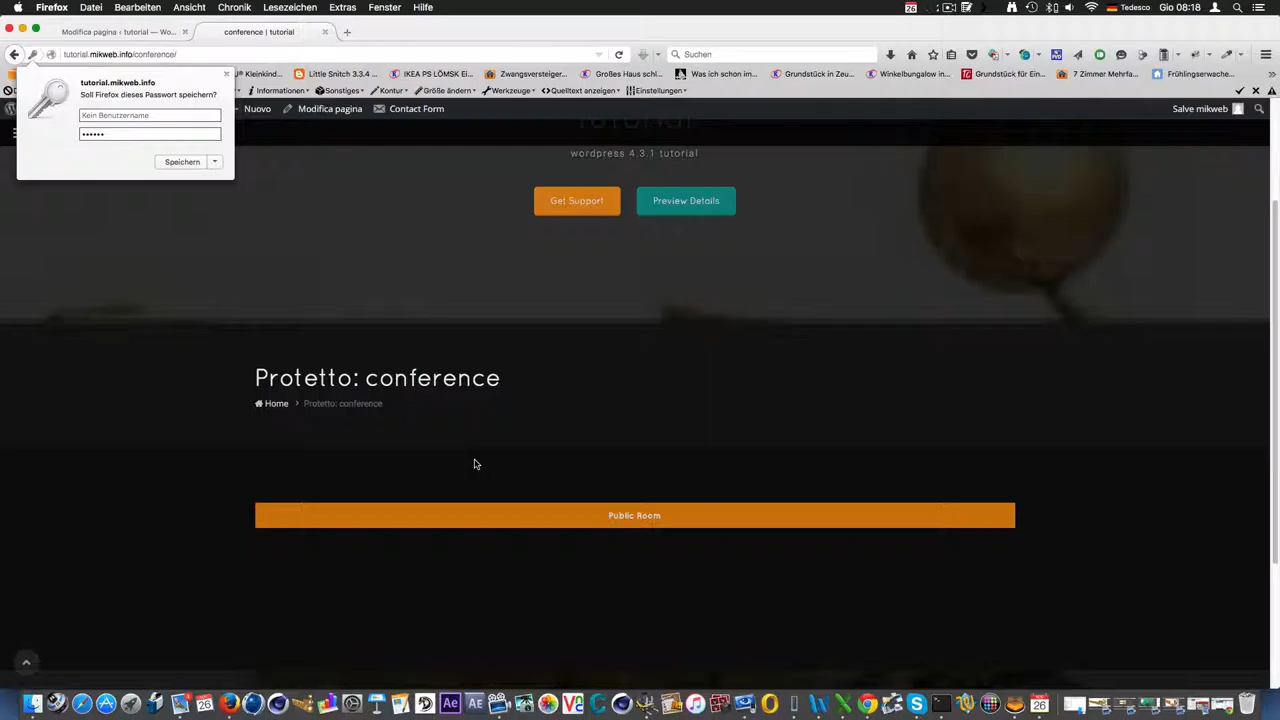 Firefox Datei Bearbeiten Ansicht Chronik Lesezeichen Extras Fenster Hilfe 26 Tedesco Gio 08:18
Modifica pagina ‹ tutorial — Wo... conference | tutorial
tutorial.mikweb.info/conference/ Suchen
Kleinkind... Little Snitch 3.3.4 ... IKEA PS LÖMSK Ei... Zwangsversteiger... Großes Haus schl... Was ich schon im... Grundstück in Zeu... Winkelbungalow in... Grundstück für Ein... 7 Zimmer Mehrfa... Frühlingserwache...
Informationen Sonstiges Kontur Größe ändern Werkzeuge Quelltext anzeigen Einstellungen
Nuovo Modifica pagina Contact Form Salve mikweb
tutorial.mikweb.info
Soll Firefox dieses Passwort speichern?
Kein Benutzername
••••••
Speichern
tutorial
wordpress 4.3.1 tutorial
Get Support Preview Details
Protetto: conference
Home › Protetto: conference
Public Room